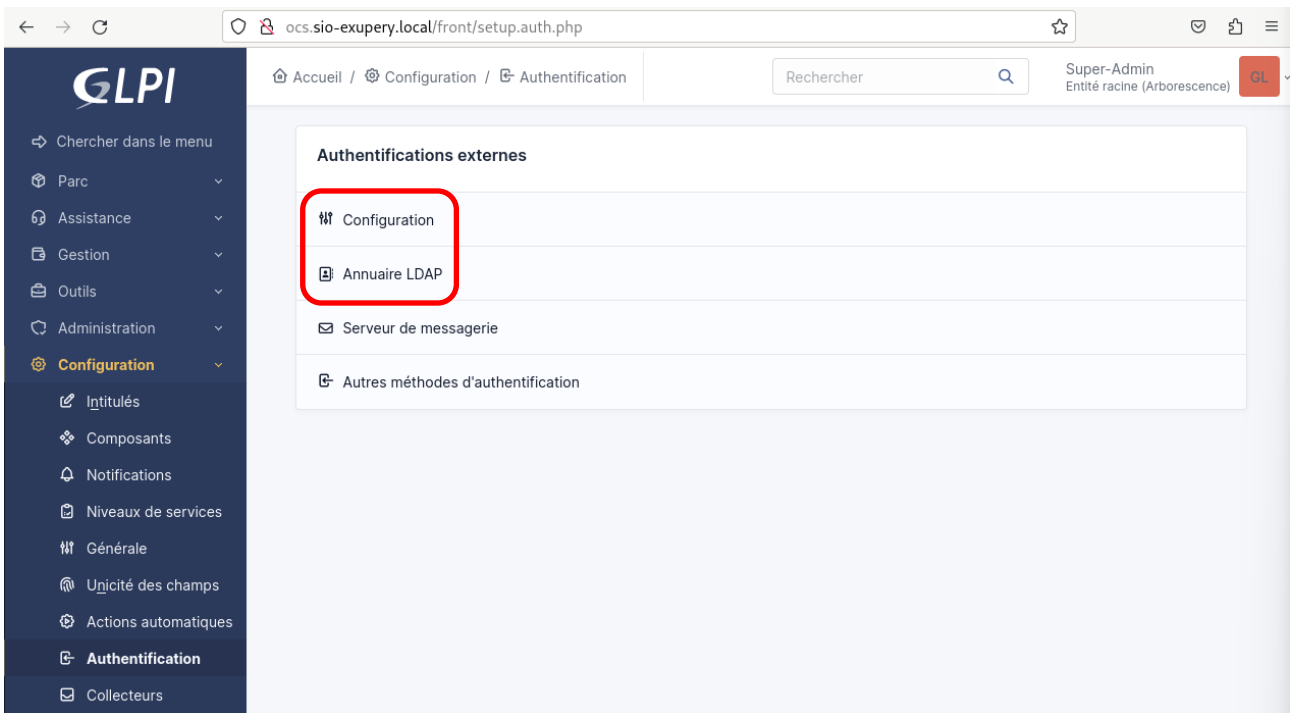 ocs.sio-exupery.local/front/setup.auth.php
GLPI
Accueil / Configuration / Authentification
Rechercher
Super-Admin
Entité racine (Arborescence)
GL
Chercher dans le menu
Parc
Assistance
Gestion
Outils
Administration
Configuration
Intitulés
Composants
Notifications
Niveaux de services
Générale
Unicité des champs
Actions automatiques
Authentification
Collecteurs
Authentifications externes
Configuration
Annuaire LDAP
Serveur de messagerie
Autres méthodes d'authentification